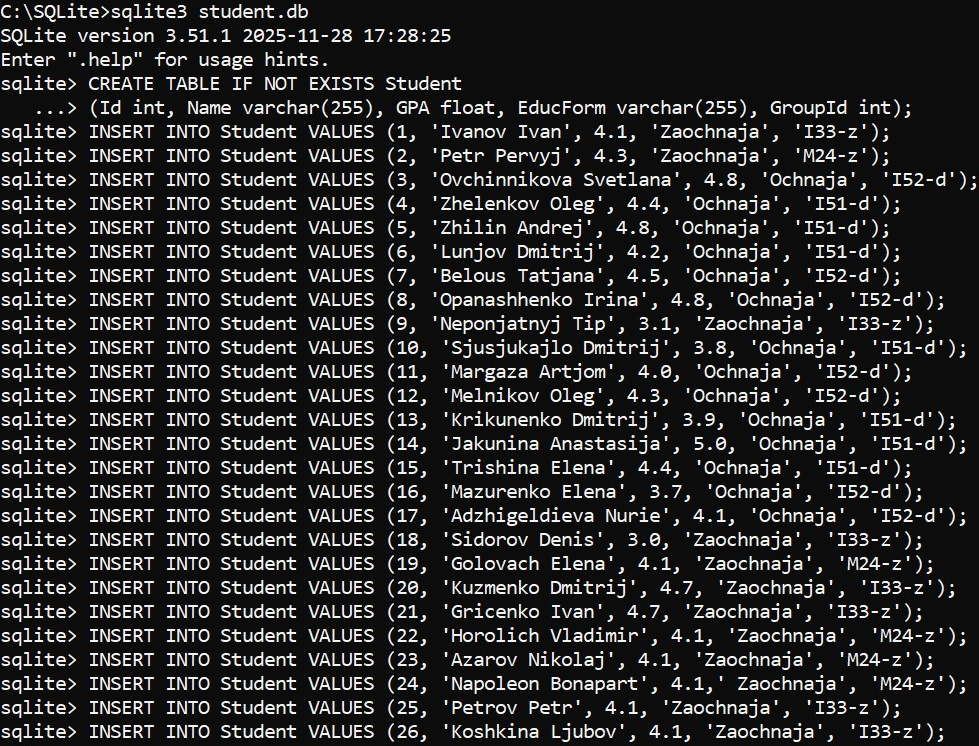 C:\SQLite>sqlite3 student.db
SQLite version 3.51.1 2025-11-28 17:28:25
Enter ".help" for usage hints.
sqlite> CREATE TABLE IF NOT EXISTS Student
   ...> (Id int, Name varchar(255), GPA float, EducForm varchar(255), GroupId int);
sqlite> INSERT INTO Student VALUES (1, 'Ivanov Ivan', 4.1, 'Zaochnaja', 'I33-z');
sqlite> INSERT INTO Student VALUES (2, 'Petr Pervyj', 4.3, 'Zaochnaja', 'M24-z');
sqlite> INSERT INTO Student VALUES (3, 'Ovchinnikova Svetlana', 4.8, 'Ochnaja', 'I52-d');
sqlite> INSERT INTO Student VALUES (4, 'Zhelenkov Oleg', 4.4, 'Ochnaja', 'I51-d');
sqlite> INSERT INTO Student VALUES (5, 'Zhilin Andrej', 4.8, 'Ochnaja', 'I51-d');
sqlite> INSERT INTO Student VALUES (6, 'Lunjov Dmitrij', 4.2, 'Ochnaja', 'I51-d');
sqlite> INSERT INTO Student VALUES (7, 'Belous Tatjana', 4.5, 'Ochnaja', 'I52-d');
sqlite> INSERT INTO Student VALUES (8, 'Opanashhenko Irina', 4.8, 'Ochnaja', 'I52-d');
sqlite> INSERT INTO Student VALUES (9, 'Neponjatnyj Tip', 3.1, 'Zaochnaja', 'I33-z');
sqlite> INSERT INTO Student VALUES (10, 'Sjusjukajlo Dmitrij', 3.8, 'Ochnaja', 'I51-d');
sqlite> INSERT INTO Student VALUES (11, 'Margaza Artjom', 4.0, 'Ochnaja', 'I52-d');
sqlite> INSERT INTO Student VALUES (12, 'Melnikov Oleg', 4.3, 'Ochnaja', 'I52-d');
sqlite> INSERT INTO Student VALUES (13, 'Krikunenko Dmitrij', 3.9, 'Ochnaja', 'I51-d');
sqlite> INSERT INTO Student VALUES (14, 'Jakunina Anastasija', 5.0, 'Ochnaja', 'I51-d');
sqlite> INSERT INTO Student VALUES (15, 'Trishina Elena', 4.4, 'Ochnaja', 'I51-d');
sqlite> INSERT INTO Student VALUES (16, 'Mazurenko Elena', 3.7, 'Ochnaja', 'I52-d');
sqlite> INSERT INTO Student VALUES (17, 'Adzhigeldieva Nurie', 4.1, 'Ochnaja', 'I52-d');
sqlite> INSERT INTO Student VALUES (18, 'Sidorov Denis', 3.0, 'Zaochnaja', 'I33-z');
sqlite> INSERT INTO Student VALUES (19, 'Golovach Elena', 4.1, 'Zaochnaja', 'M24-z');
sqlite> INSERT INTO Student VALUES (20, 'Kuzmenko Dmitrij', 4.7, 'Zaochnaja', 'I33-z');
sqlite> INSERT INTO Student VALUES (21, 'Gricenko Ivan', 4.7, 'Zaochnaja', 'I33-z');
sqlite> INSERT INTO Student VALUES (22, 'Horolich Vladimir', 4.1, 'Zaochnaja', 'M24-z');
sqlite> INSERT INTO Student VALUES (23, 'Azarov Nikolaj', 4.1, 'Zaochnaja', 'M24-z');
sqlite> INSERT INTO Student VALUES (24, 'Napoleon Bonapart', 4.1,' Zaochnaja', 'M24-z');
sqlite> INSERT INTO Student VALUES (25, 'Petrov Petr', 4.1, 'Zaochnaja', 'I33-z');
sqlite> INSERT INTO Student VALUES (26, 'Koshkina Ljubov', 4.1, 'Zaochnaja', 'I33-z');